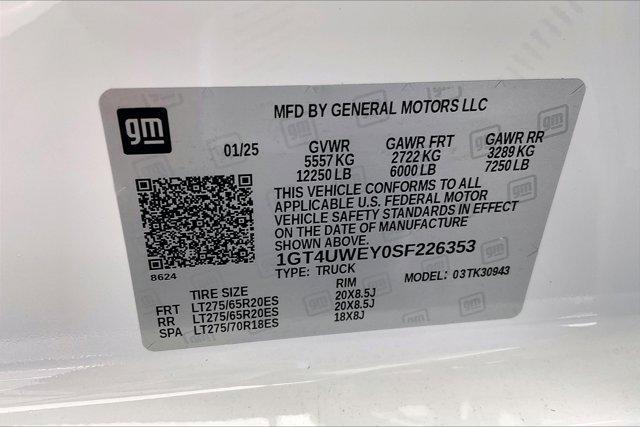 MFD BY GENERAL MOTORS LLC
gm
01/25 GVWR GAWR FRT GAWR RR
5557 KG 2722 KG 3289 KG
12250 LB 6000 LB 7250 LB
THIS VEHICLE CONFORMS TO ALL
APPLICABLE U.S. FEDERAL MOTOR
VEHICLE SAFETY STANDARDS IN EFFECT
ON THE DATE OF MANUFACTURE
SHOWN ABOVE.
8624
1GT4UWEY0SF226353
TYPE: TRUCK MODEL: 03TK30943
TIRE SIZE RIM
FRT LT275/65R20ES 20X8.5J
RR LT275/65R20ES 20X8.5J
SPA LT275/70R18ES 18X8J